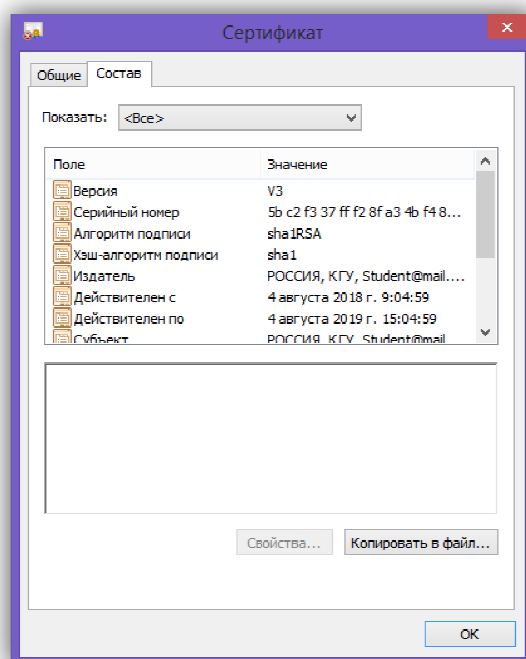 Сертификат
Общие Состав
Показать: <Все>
Поле Значение
Версия V3
Серийный номер 5b c2 f3 37 ff f2 8f a3 4b f4 8...
Алгоритм подписи sha1RSA
Хэш-алгоритм подписи sha1
Издатель РОССИЯ, КГУ, Student@mail....
Действителен с 4 августа 2018 г. 9:04:59
Действителен по 4 августа 2019 г. 15:04:59
Субъект РОССИЯ, КГУ, Student@mail
Свойства... Копировать в файл...
ОК